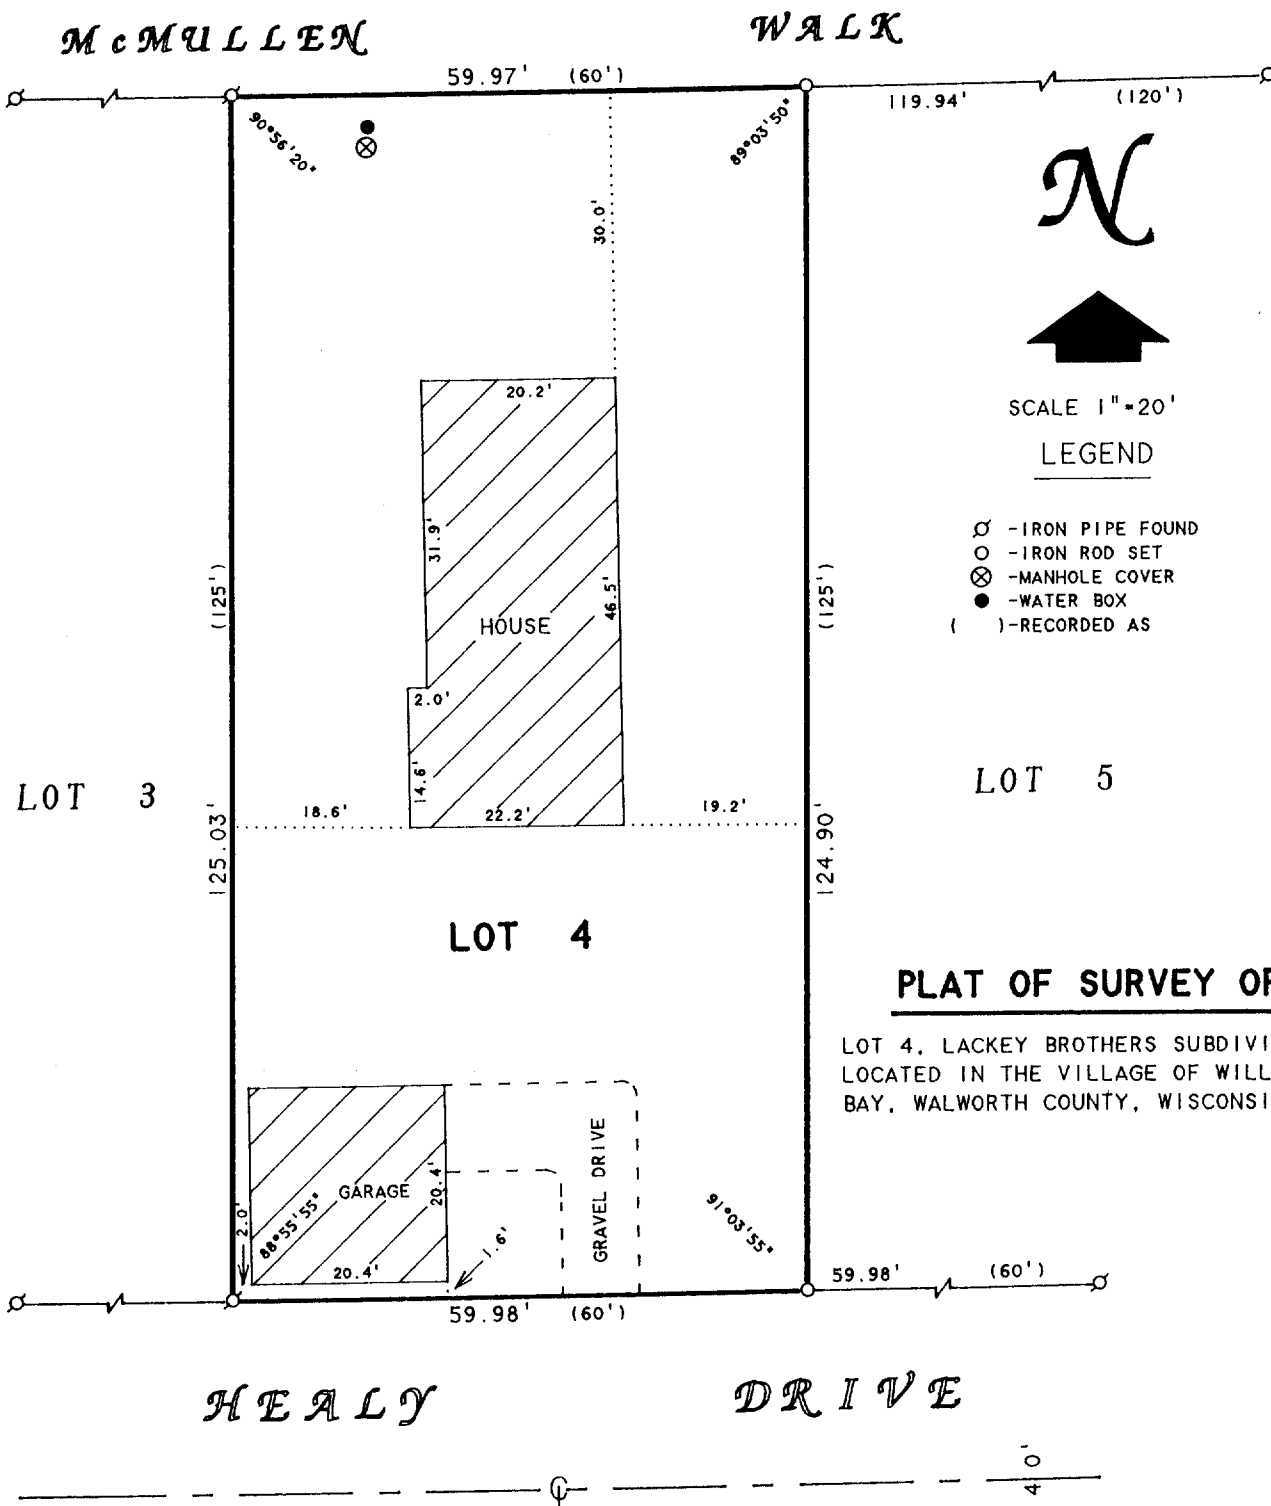 McMULLEN WALK
59.97' (60')
119.94' (120')
90°56'20"
89°03'50"
30.0'
N
SCALE 1"=20'
LEGEND
-IRON PIPE FOUND
-IRON ROD SET
-MANHOLE COVER
-WATER BOX
( )-RECORDED AS
20.2'
31.9'
46.5'
HOUSE
(125')
(125')
2.0'
14.6'
LOT 3
LOT 5
18.6'
22.2'
19.2'
125.03'
124.90'
LOT 4
PLAT OF SURVEY OF
LOT 4, LACKEY BROTHERS SUBDIVI
LOCATED IN THE VILLAGE OF WILL
BAY, WALWORTH COUNTY, WISCONSI
GARAGE
20.4'
GRAVEL DRIVE
2.0'
88°55'55"
1.6'
91°03'55"
20.4'
59.98' (60')
59.98' (60')
HEALY DRIVE
40'